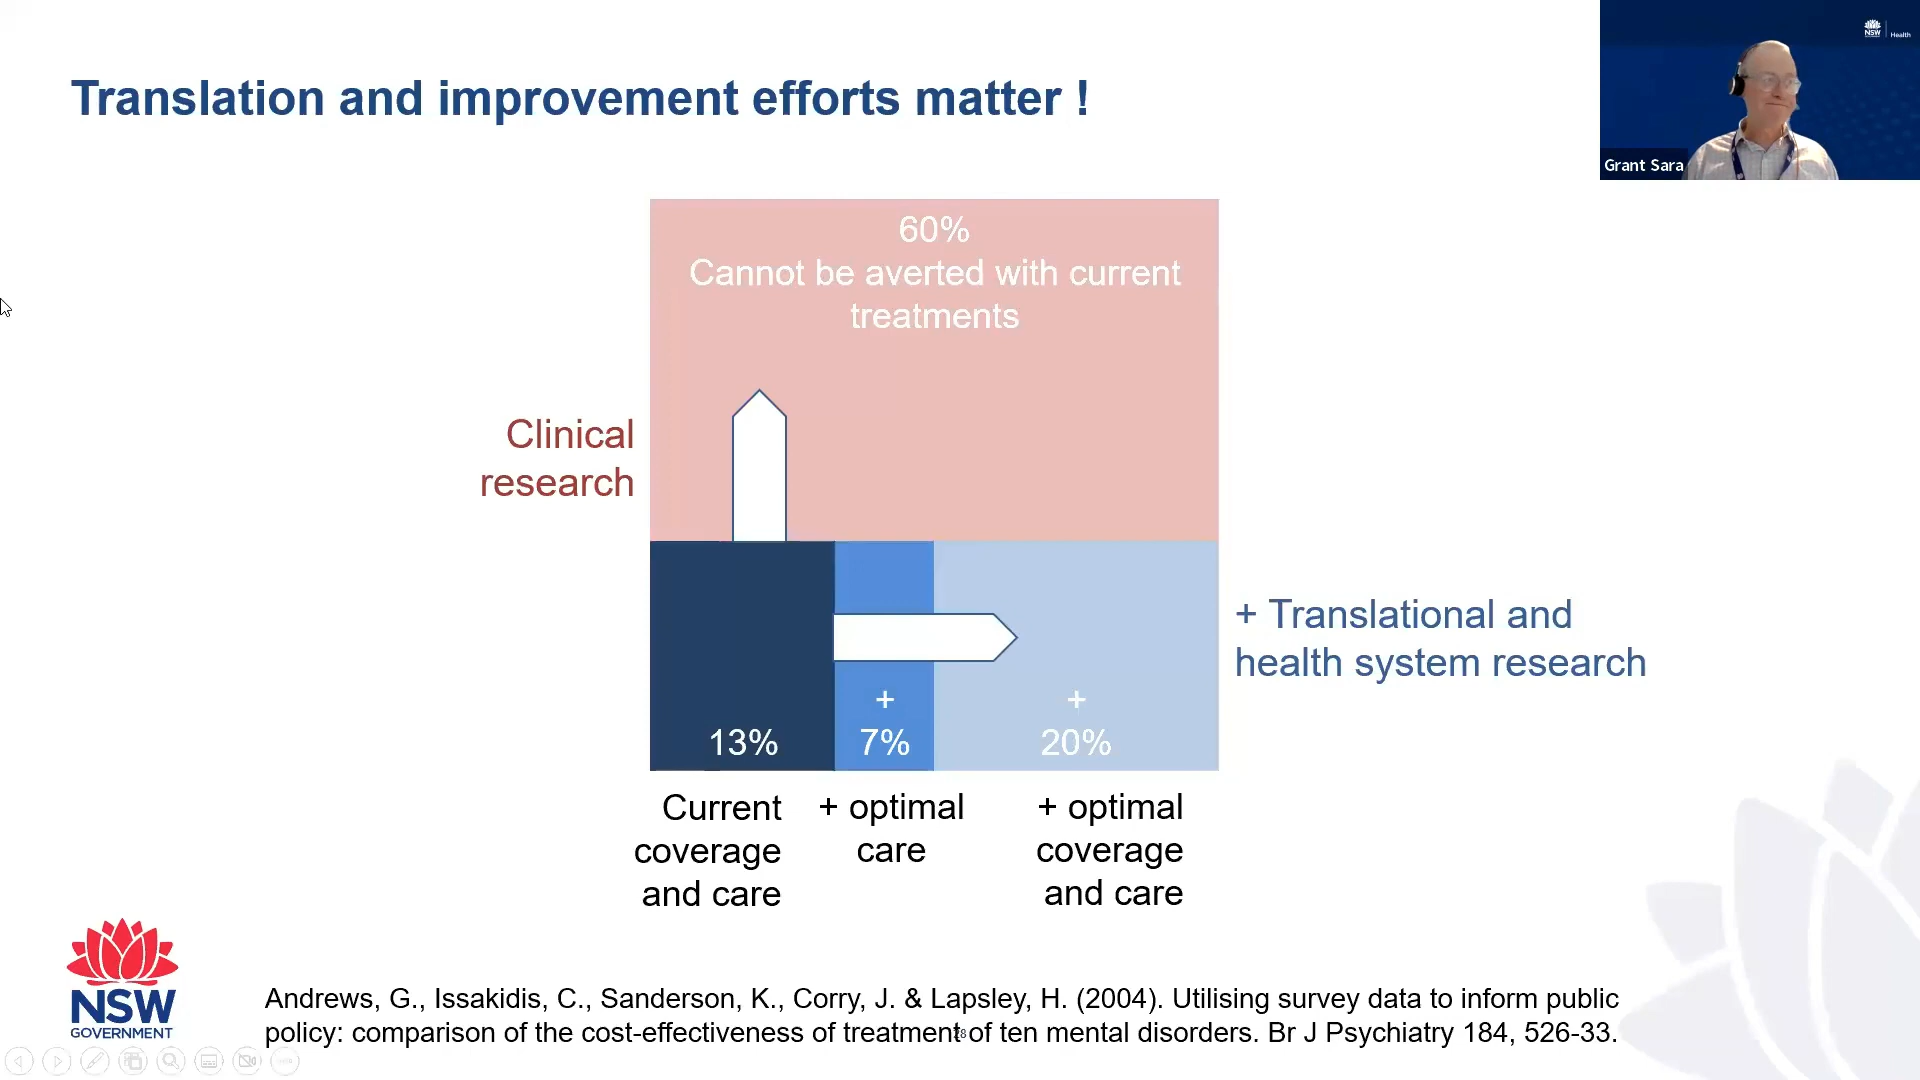 Translation and improvement efforts matter !
NSW
Health
Grant Sara
60%
Cannot be averted with current
treatments
Clinical
research
+ Translational and
health system research
+
+
13%
7%
20%
Current
coverage
and care
+ optimal
care
+ optimal
coverage
and care
NSW
GOVERNMENT
Andrews, G., Issakidis, C., Sanderson, K., Corry, J. & Lapsley, H. (2004). Utilising survey data to inform public
policy: comparison of the cost-effectiveness of treatment of ten mental disorders. Br J Psychiatry 184, 526-33.
28